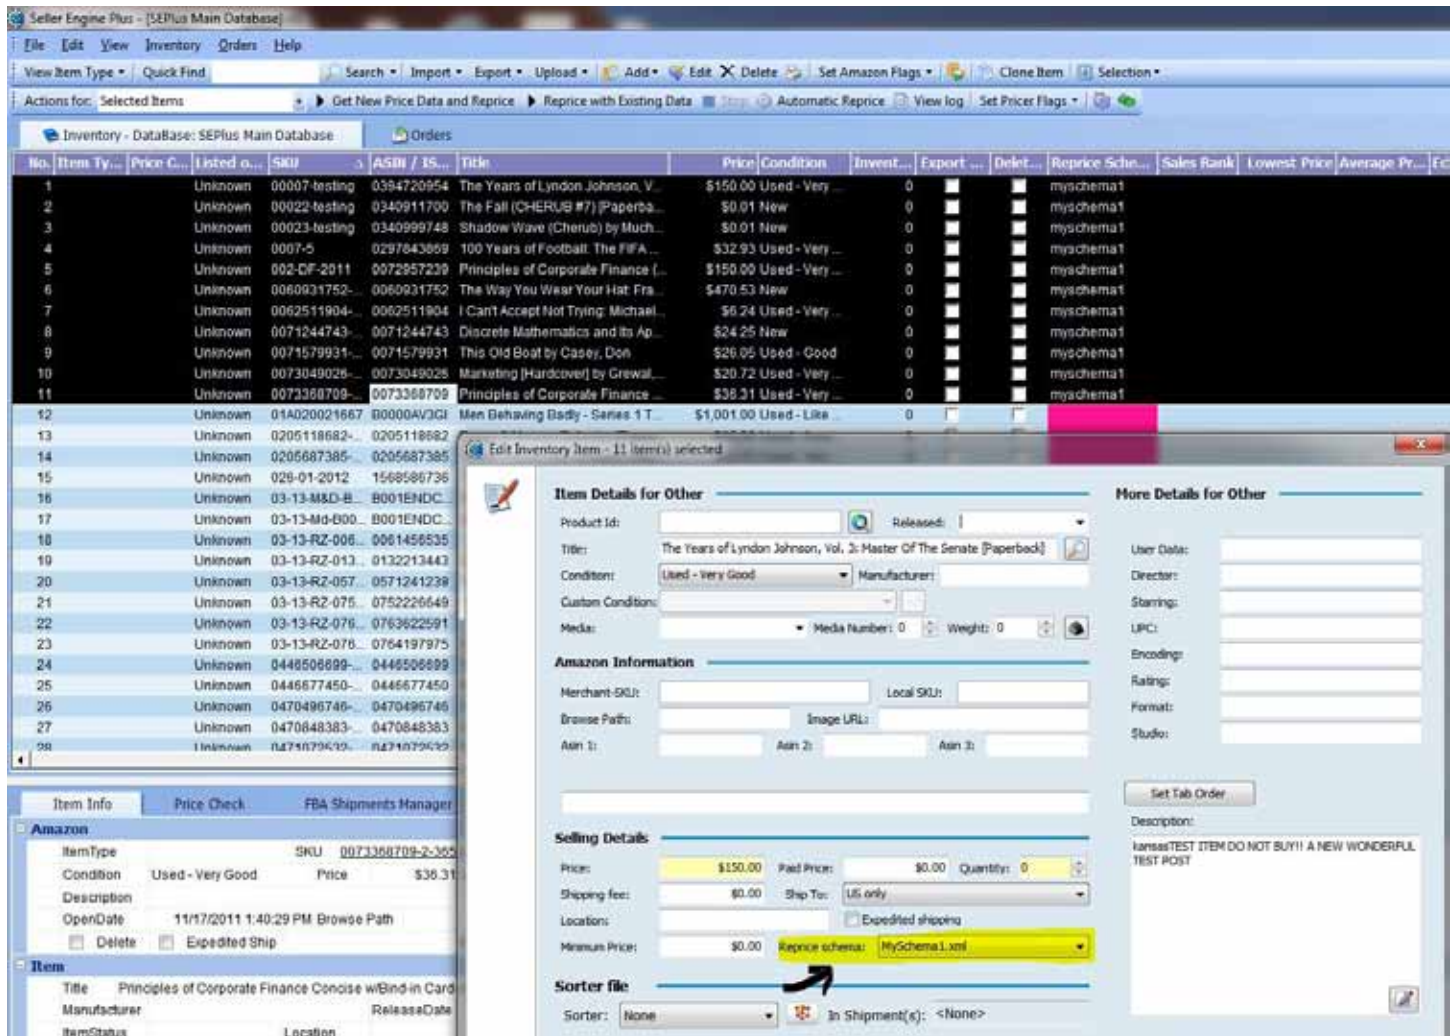 Seller Engine Plus - [SEPlus Main Database]
File Edit View Inventory Orders Help
View Item Type Quick Find Search Import Export Upload Add Edit Delete Set Amazon Flags Clone Item Selection
Actions for: Selected Items Get New Price Data and Reprice Reprice with Existing Data Stop Automatic Reprice View log Set Pricer Flags
Inventory - DataBase: SEPlus Main Database Orders
No. Item Ty... Price C... Listed o... SKU ASIN / IS... Title Price Condition Invent... Export ... Delet... Reprice Sche... Sales Rank Lowest Price Average Pr...
1 Unknown 00007-testing 0394720954 The Years of Lyndon Johnson, V... $150.00 Used - Very ... 0 myschema1
2 Unknown 00022-testing 0340911700 The Fall (CHERUB #7) [Paperba... $0.01 New 0 myschema1
3 Unknown 00023-testing 0340999748 Shadow Wave (Cherub) by Much... $0.01 New 0 myschema1
4 Unknown 0007-5 0297843869 100 Years of Football: The FIFA ... $32.93 Used - Very ... 0 myschema1
5 Unknown 002-DF-2011 0072957239 Principles of Corporate Finance (... $150.00 Used - Very ... 0 myschema1
6 Unknown 0060931752-... 0060931752 The Way You Wear Your Hat: Fra... $470.53 New 0 myschema1
7 Unknown 0062511904-... 0062511904 I Can't Accept Not Trying: Michael... $6.24 Used - Very ... 0 myschema1
8 Unknown 0071244743-... 0071244743 Discrete Mathematics and Its Ap... $24.25 New 0 myschema1
9 Unknown 0071579931-... 0071579931 This Old Boat by Casey, Don $26.05 Used - Good 0 myschema1
10 Unknown 0073049026-... 0073049026 Marketing [Hardcover] by Grewal,... $20.72 Used - Very ... 0 myschema1
11 Unknown 0073368709-... 0073368709 Principles of Corporate Finance ... $36.31 Used - Very ... 0 myschema1
12 Unknown 01A020021667 B0000AV3GI Men Behaving Badly - Series 1 T... $1,001.00 Used - Like ... 0
13 Unknown 0205118682-... 0205118682
14 Unknown 0205687385-... 0205687385
15 Unknown 026-01-2012 1568586736
16 Unknown 03-13-M&D-B... B001ENDC...
17 Unknown 03-13-Md-B00... B001ENDC...
18 Unknown 03-13-RZ-006... 0061456535
19 Unknown 03-13-RZ-013... 0132213443
20 Unknown 03-13-RZ-057... 0571241239
21 Unknown 03-13-RZ-075... 0752226649
22 Unknown 03-13-RZ-076... 0763622591
23 Unknown 03-13-RZ-076... 0764197975
24 Unknown 0446506699-... 0446506699
25 Unknown 0446677450-... 0446677450
26 Unknown 0470496746-... 0470496746
27 Unknown 0470848383-... 0470848383
28 Unknown 0471072532- 0471072532
Edit Inventory Item - 11 item(s) selected
Item Details for Other
Product Id: Released:
Title: The Years of Lyndon Johnson, Vol. 3: Master Of The Senate [Paperback]
Condition: Used - Very Good Manufacturer:
Custom Condition:
Media: Media Number: 0 Weight: 0
Amazon Information
Merchant-SKU: Local SKU:
Browse Path: Image URL:
Asin 1: Asin 2: Asin 3:
Selling Details
Price: $150.00 Paid Price: $0.00 Quantity: 0
Shipping fee: $0.00 Ship To: US only
Location: Expedited shipping
Minimum Price: $0.00 Reprice schema: MySchema1.xml
Sorter file
Sorter: None In Shipment(s): <None>
More Details for Other
User Data:
Director:
Starring:
UPC:
Encoding:
Rating:
Format:
Studio:
Set Tab Order
Description:
kansasTEST ITEM DO NOT BUY!! A NEW WONDERFUL
TEST POST
Item Info Price Check FBA Shipments Manager
Amazon
ItemType SKU 0073368709-2-365
Condition Used - Very Good Price $36.31
Description
OpenDate 11/17/2011 1:40:29 PM Browse Path
Delete Expedited Ship
Item
Title Principles of Corporate Finance Concise w/Bind-in Card
Manufacturer ReleaseDate
ItemStatus Location